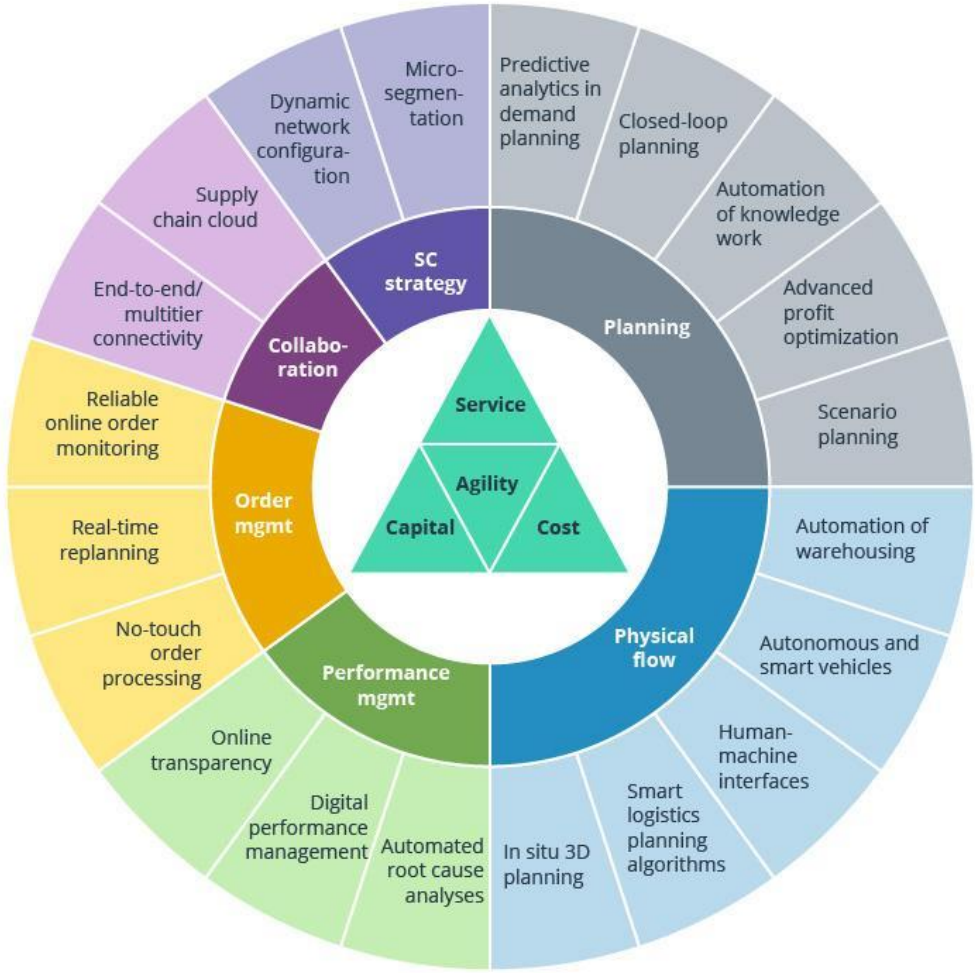 Predictive
analytics in
demand
planning
Closed-loop
planning
Automation
of knowledge
work
Advanced
profit
optimization
Scenario
planning
Automation of
warehousing
Autonomous and
smart vehicles
Human-
machine
interfaces
Smart
logistics
planning
algorithms
In situ 3D
planning
Automated
root cause
analyses
Digital
performance
management
Online
transparency
No-touch
order
processing
Real-time
replanning
Reliable
online order
monitoring
End-to-end/
multitier
connectivity
Supply
chain cloud
Dynamic
network
configura-
tion
Micro-
segmen-
tation
Planning
Physical
flow
Performance
mgmt
Order
mgmt
Collabo-
ration
SC
strategy
Service
Agility
Capital
Cost